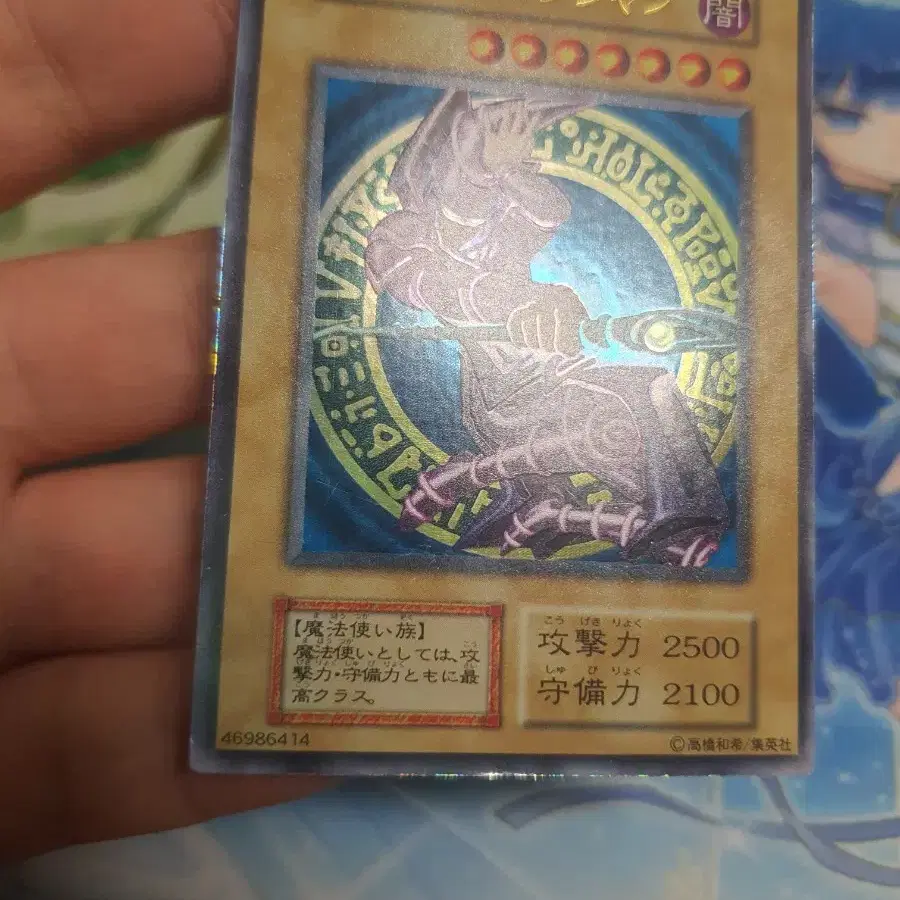 闇
【魔法使い族】
魔法使いとしては、攻
撃力・守備力ともに最
高クラス。
攻撃力 2500
守備力 2100
46986414
©高橋和希/集英社